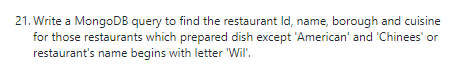 21. Write a MongoDB query to find the restaurant Id, name, borough and cuisine
for those restaurants which prepared dish except 'American' and 'Chinees' or
restaurant's name begins with letter 'Wil'.